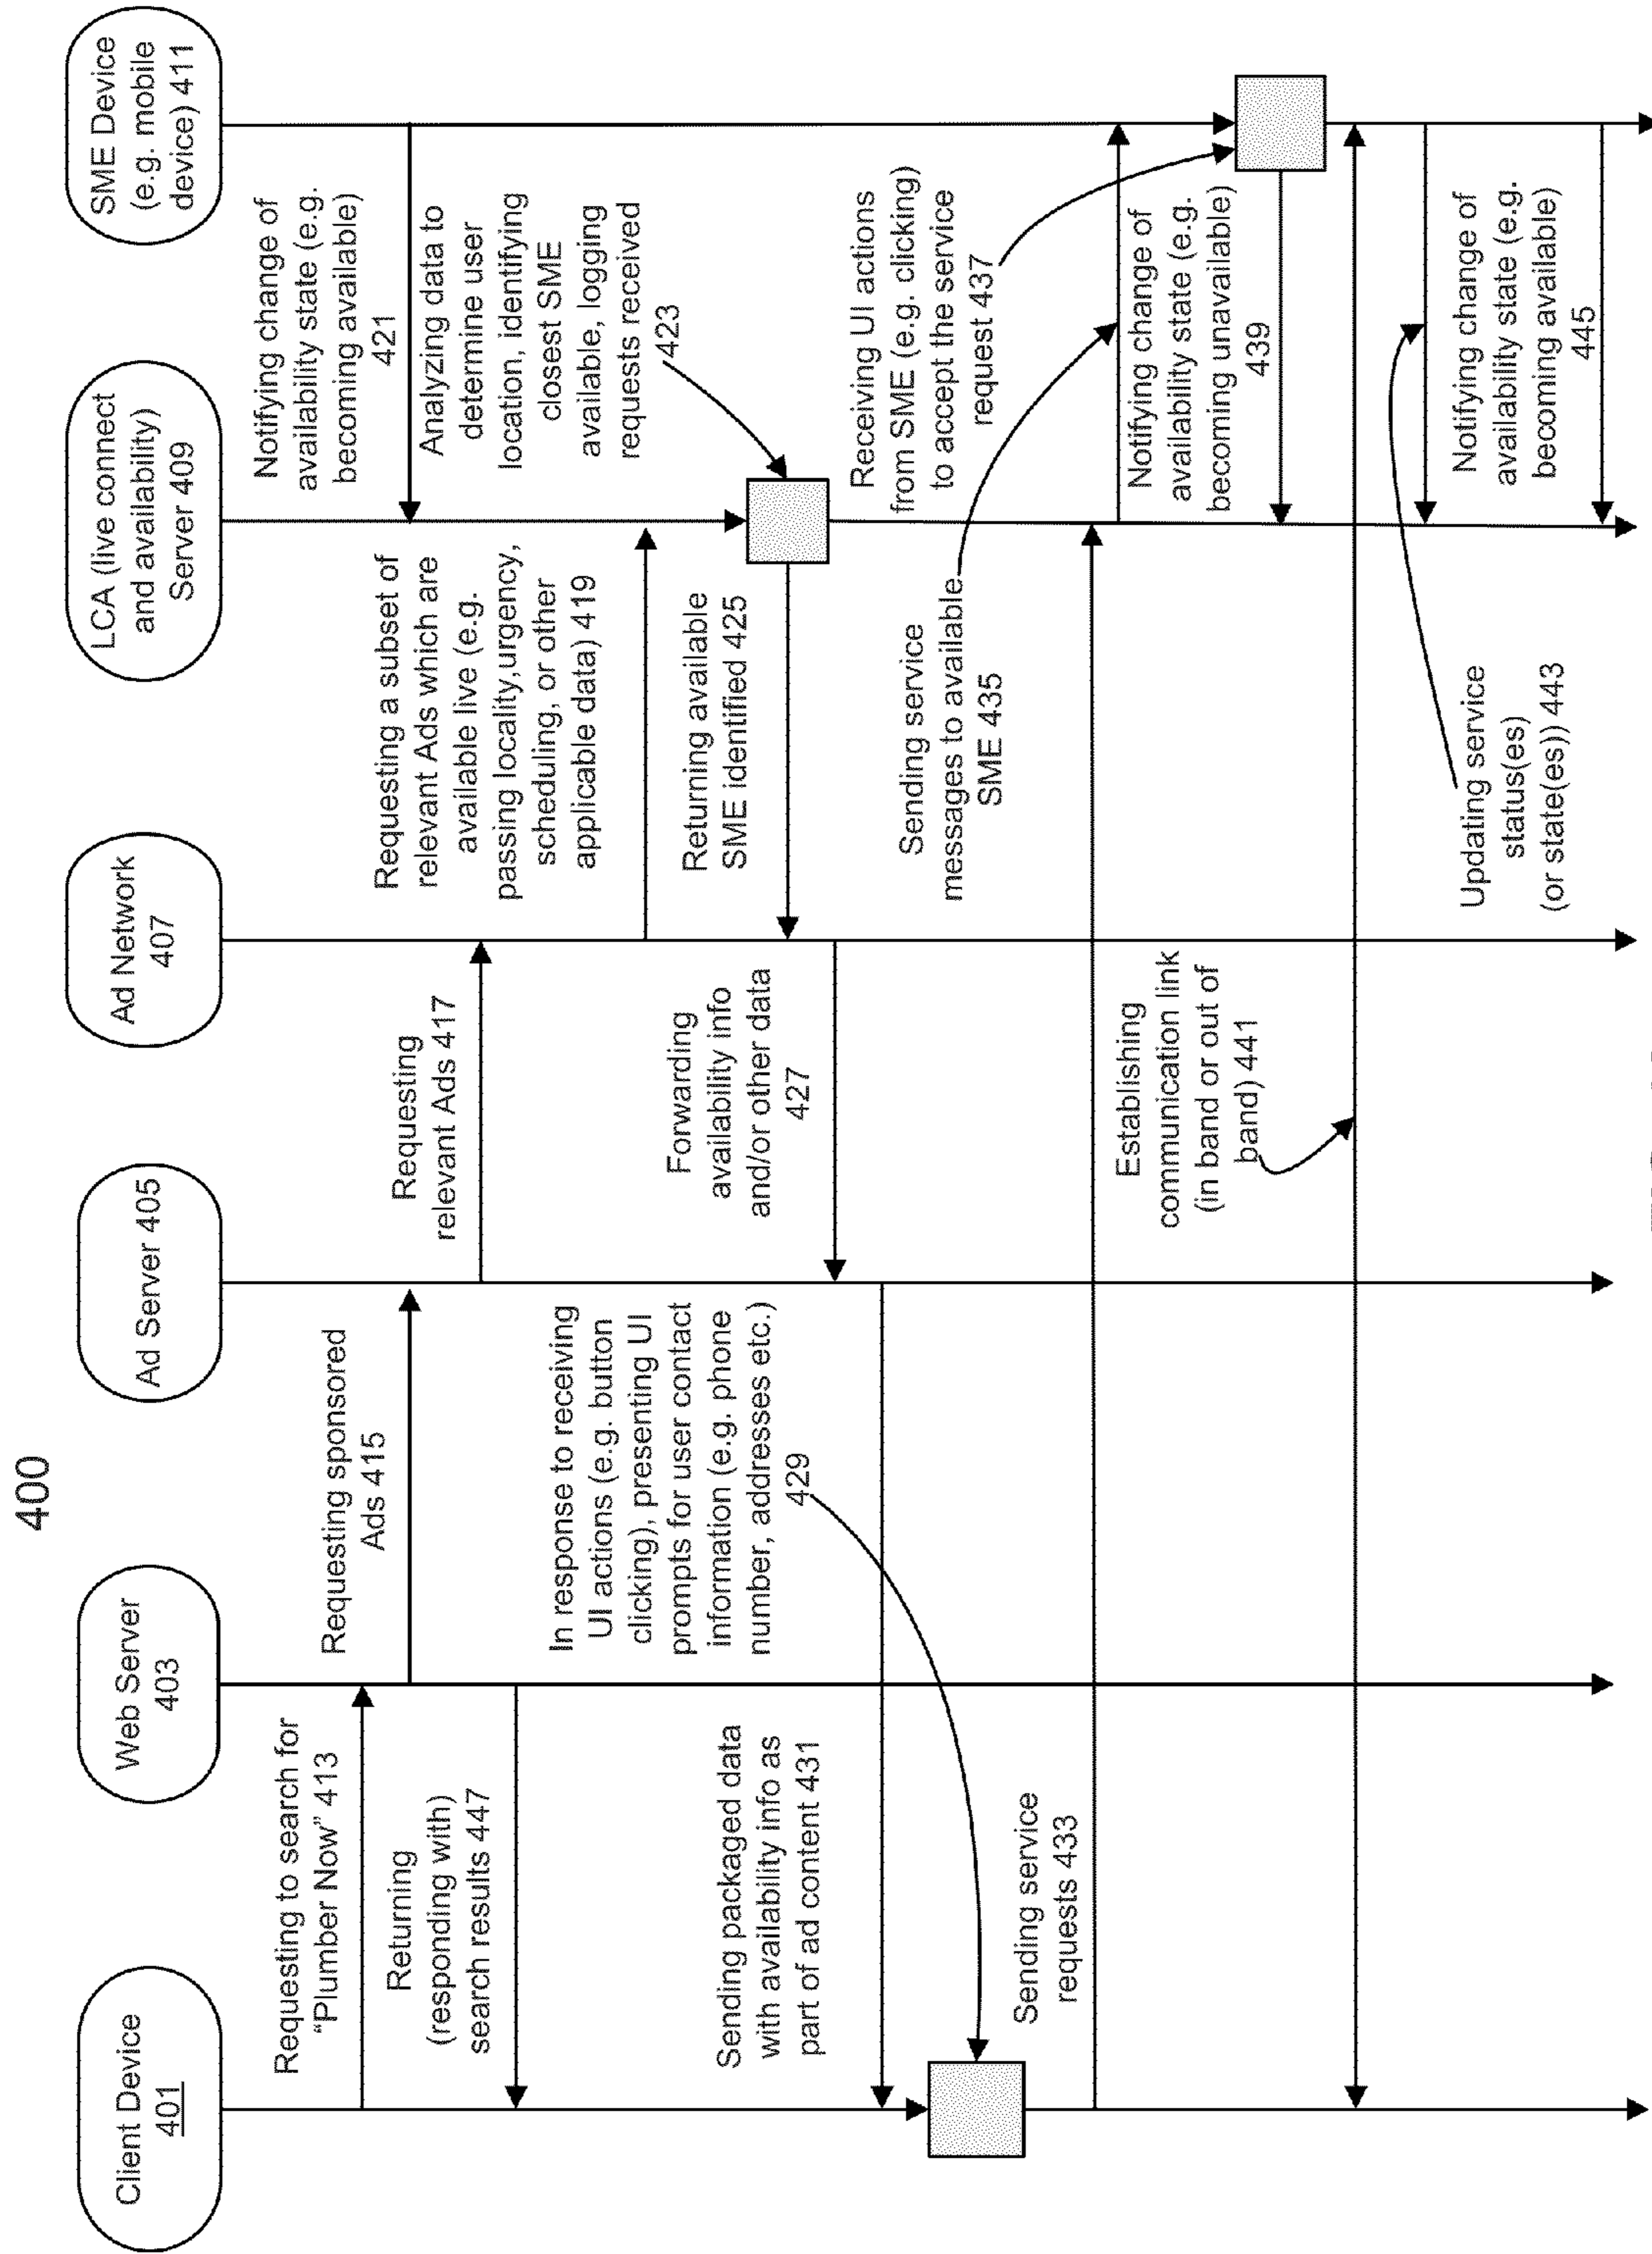 400
Client Device
401
Web Server
403
Ad Server 405
Ad Network
407
LCA (live connect
and availability)
Server 409
SME Device
(e.g. mobile
device) 411
Requesting to search for
“Plumber Now” 413
Returning
(responding with)
search results 447
Sending packaged data
with availability info as
part of ad content 431
Sending service
requests 433
Requesting sponsored
Ads 415
In response to receiving
UI actions (e.g. button
clicking), presenting UI
prompts for user contact
information (e.g. phone
number, addresses etc.)
429
Requesting
relevant Ads 417
Forwarding
availability info
and/or other data
427
Establishing
communication link
(in band or out of
band) 441
Requesting a subset of
relevant Ads which are
available live (e.g.
passing locality,urgency,
scheduling, or other
applicable data) 419
Returning available
SME identified 425
Sending service
messages to available
SME 435
Updating service
status(es)
(or state(es)) 443
Notifying change of
availability state (e.g.
becoming available)
421
Analyzing data to
determine user
location, identifying
closest SME
available, logging
requests received
423
Receiving UI actions
from SME (e.g. clicking)
to accept the service
request 437
Notifying change of
availability state (e.g.
becoming unavailable)
439
Notifying change of
availability state (e.g.
becoming available)
445